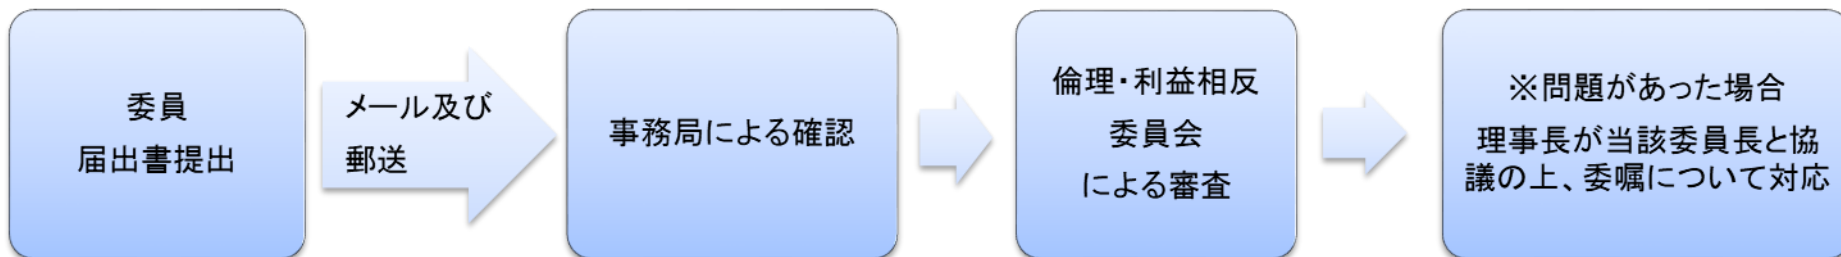 委員
届出書提出
メール及び
郵送
事務局による確認
倫理・利益相反
委員会
による審査
※問題があった場合
理事長が当該委員長と協
議の上、委嘱について対応